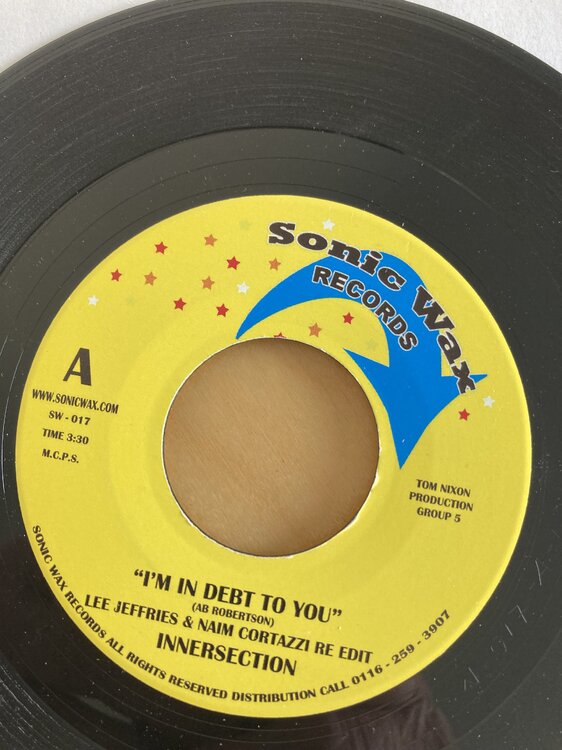 Sonic Wax
RECORDS
A
WWW.SONICWAX.COM
SW - 017
TIME 3:30
M.C.P.S.
TOM NIXON
PRODUCTION
GROUP 5
"I'M IN DEBT TO YOU"
(AB ROBERTSON)
LEE JEFFRIES & NAIM CORTAZZI RE EDIT
INNERSECTION
SONIC WAX RECORDS ALL RIGHTS RESERVED DISTRIBUTION CALL 0116 - 259 - 3907